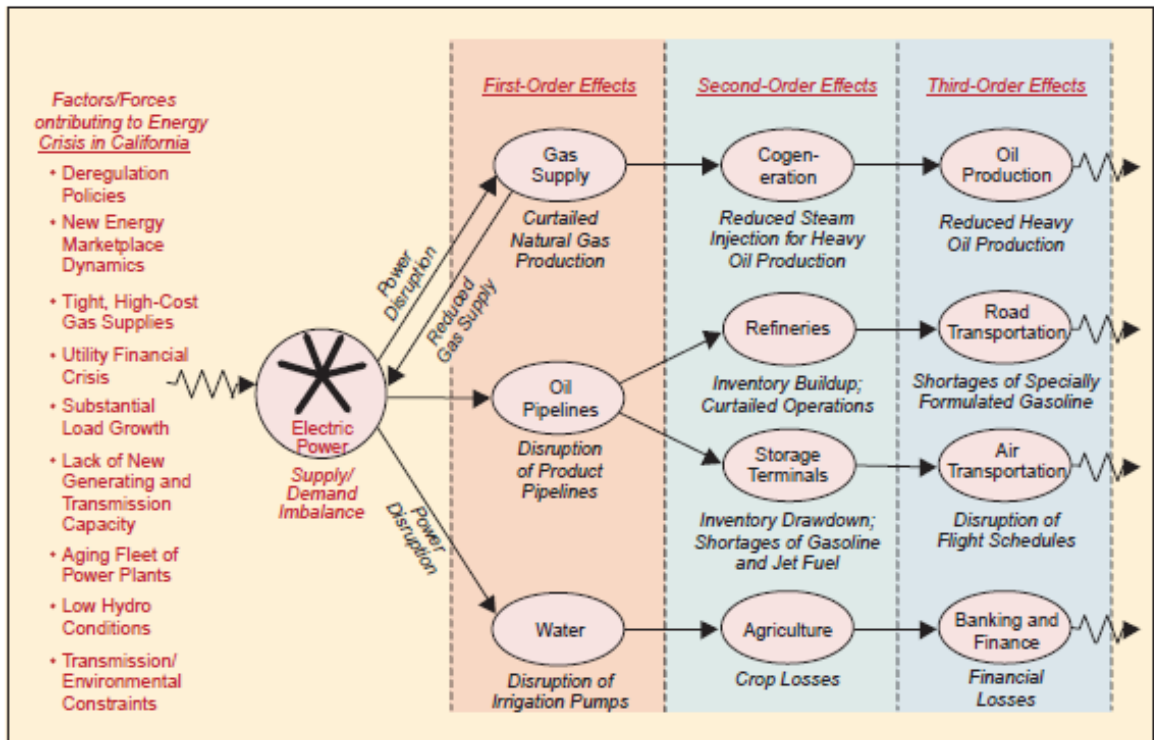 Factors/Forces
ontributing to Energy
Crisis in California
• Deregulation
Policies
• New Energy
Marketplace
Dynamics
• Tight, High-Cost
Gas Supplies
• Utility Financial
Crisis
• Substantial
Load Growth
• Lack of New
Generating and
Transmission
Capacity
• Aging Fleet of
Power Plants
• Low Hydro
Conditions
• Transmission/
Environmental
Constraints
Electric
Power
Supply/
Demand
Imbalance
Power
Disruption
Reduced
Gas Supply
Power
Disruption
First-Order Effects
Gas
Supply
Curtailed
Natural Gas
Production
Oil
Pipelines
Disruption
of Product
Pipelines
Water
Disruption of
Irrigation Pumps
Second-Order Effects
Cogen-
eration
Reduced Steam
Injection for Heavy
Oil Production
Refineries
Inventory Buildup;
Curtailed Operations
Storage
Terminals
Inventory Drawdown;
Shortages of Gasoline
and Jet Fuel
Agriculture
Crop Losses
Third-Order Effects
Oil
Production
Reduced Heavy
Oil Production
Road
Transportation
Shortages of Specially
Formulated Gasoline
Air
Transportation
Disruption of
Flight Schedules
Banking and
Finance
Financial
Losses